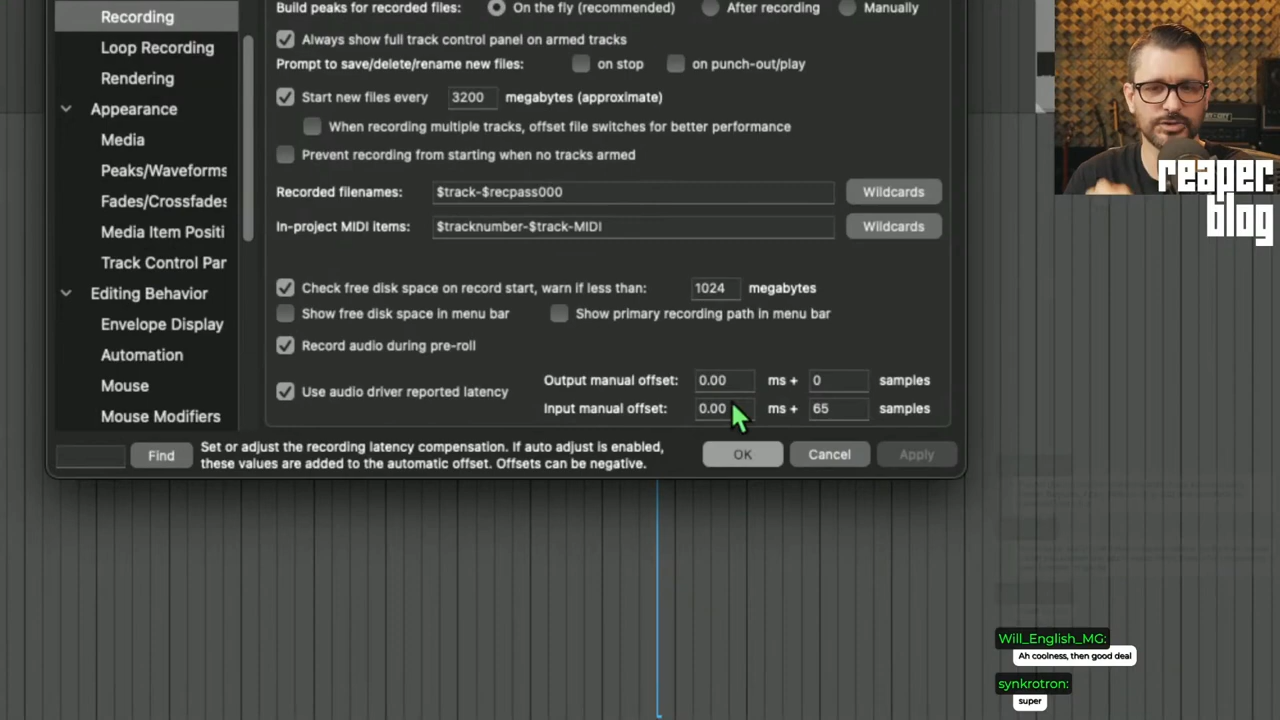 Recording
Loop Recording
Rendering
Appearance
Media
Peaks/Waveforms
Fades/Crossfades
Media Item Positi
Track Control Par
Editing Behavior
Envelope Display
Automation
Mouse
Mouse Modifiers
Find
Build peaks for recorded files: On the fly (recommended) After recording Manually
Always show full track control panel on armed tracks
Prompt to save/delete/rename new files: on stop on punch-out/play
Start new files every 3200 megabytes (approximate)
When recording multiple tracks, offset file switches for better performance
Prevent recording from starting when no tracks armed
Recorded filenames: $track-$recpass000 Wildcards
In-project MIDI items: $tracknumber-$track-MIDI Wildcards
Check free disk space on record start, warn if less than: 1024 megabytes
Show free disk space in menu bar Show primary recording path in menu bar
Record audio during pre-roll
Use audio driver reported latency
Output manual offset: 0.00 ms + 0 samples
Input manual offset: 0.00 ms + 65 samples
Set or adjust the recording latency compensation. If auto adjust is enabled,
these values are added to the automatic offset. Offsets can be negative.
OK Cancel Apply
reaper.
blog
Will_English_MG:
Ah coolness, then good deal
synkrotron:
super